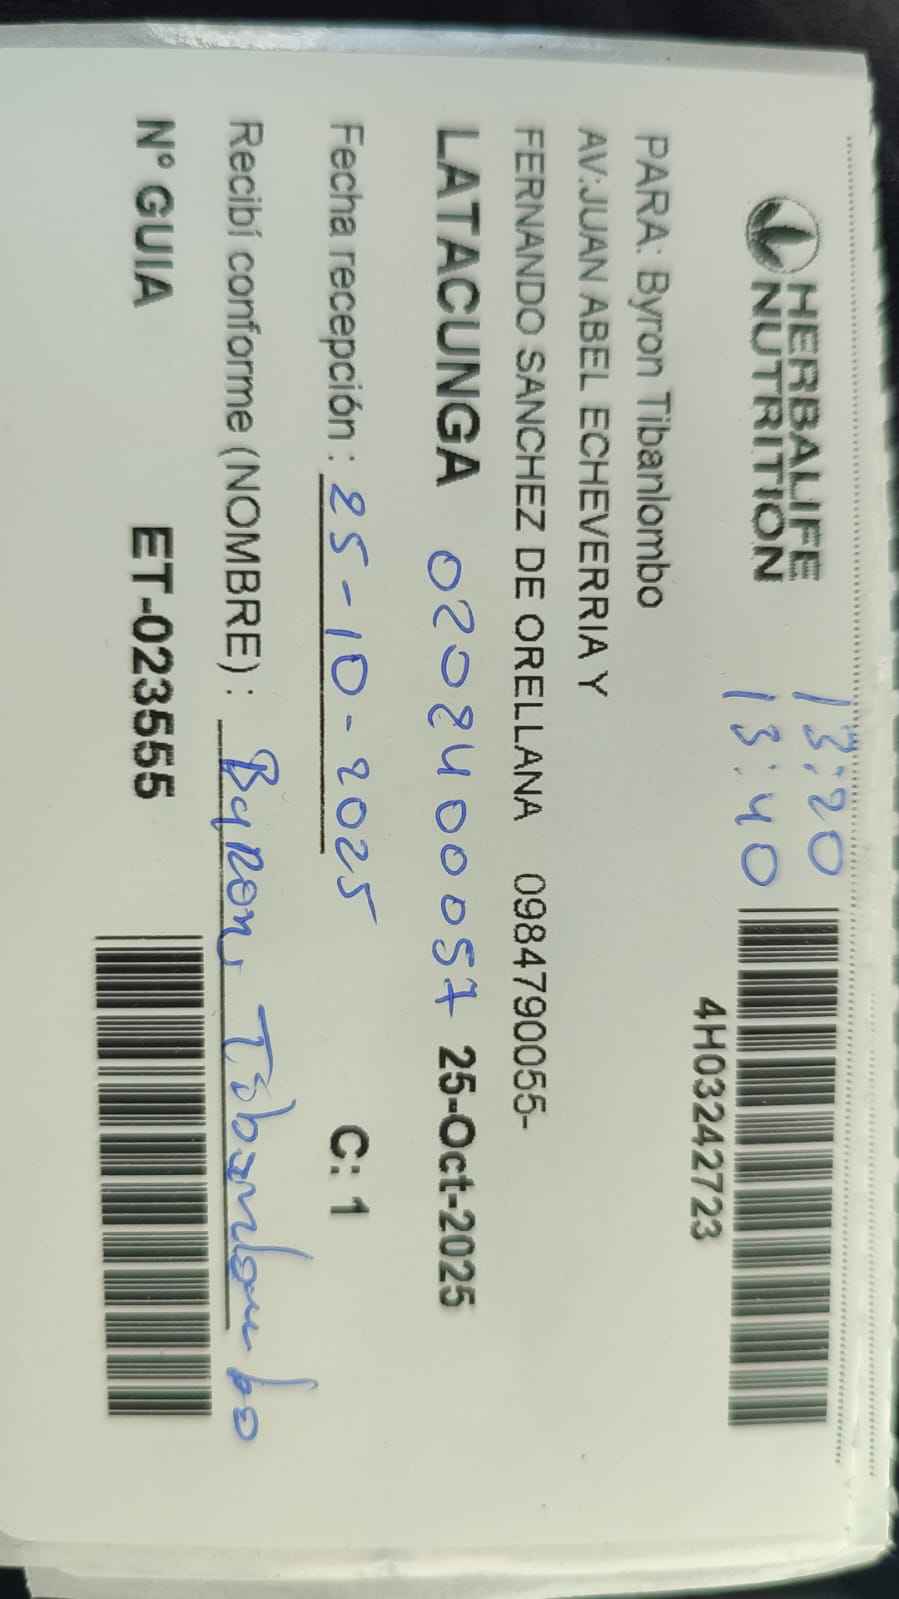 HERBALIFE
NUTRITION
13:20
13:40
4H03242723
PARA: Byron Tibanlombo
AV:JUAN ABEL ECHEVERRIA Y
FERNANDO SANCHEZ DE ORELLANA 0984790055-
LATACUNGA 0202400057 25-Oct-2025
Fecha recepción : 25-10-2025 C: 1
Recibí conforme (NOMBRE) : Byron Tibanlombo
N° GUIA ET-023555